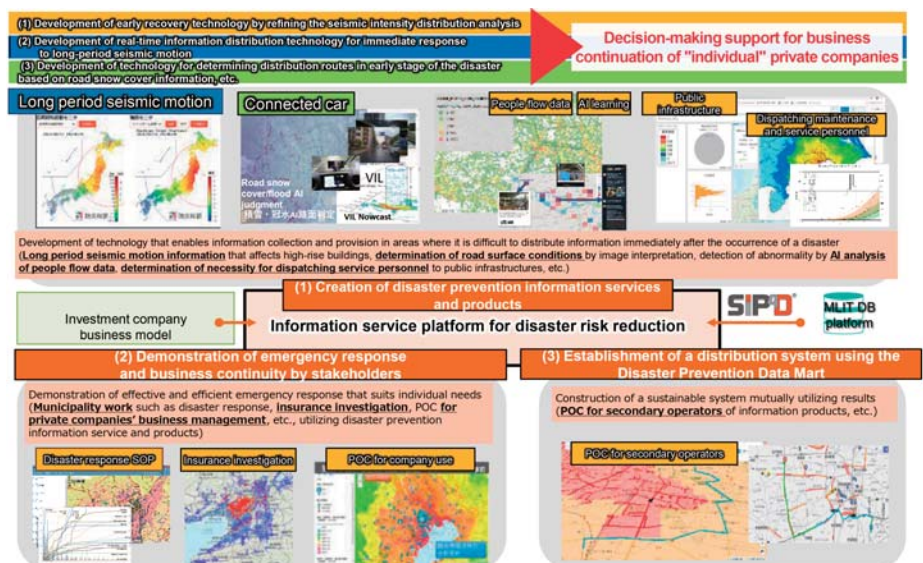 (1) Development of early recovery technology by refining the seismic intensity distribution analysis
(2) Development of real-time information distribution technology for immediate response
to long-period seismic motion
(3) Development of technology for determining distribution routes in early stage of the disaster
based on road snow cover information, etc.
Decision-making support for business
continuation of "individual" private companies
Long period seismic motion
Connected car
People flow data
AI learning
Public
infrastructure
Dispatching maintenance
and service personnel
Road snow
cover/flood AI
judgment
積雪・冠水AI路面判定
VIL
VIL Nowcast
Development of technology that enables information collection and provision in areas where it is difficult to distribute information immediately after the occurrence of a disaster
(Long period seismic motion information that affects high-rise buildings, determination of road surface conditions by image interpretation, detection of abnormality by AI analysis
of people flow data, determination of necessity for dispatching service personnel to public infrastructures, etc.)
(1) Creation of disaster prevention information services
and products
Investment company
business model
Information service platform for disaster risk reduction
SIP4D
MLIT DB
platform
(2) Demonstration of emergency response
and business continuity by stakeholders
(3) Establishment of a distribution system using the
Disaster Prevention Data Mart
Demonstration of effective and efficient emergency response that suits individual needs
(Municipality work such as disaster response, insurance investigation, POC for
private companies' business management, etc., utilizing disaster prevention
information service and products)
Construction of a sustainable system mutually utilizing results
(POC for secondary operators of information products, etc.)
Disaster response SOP
Insurance investigation
POC for company use
POC for secondary operators